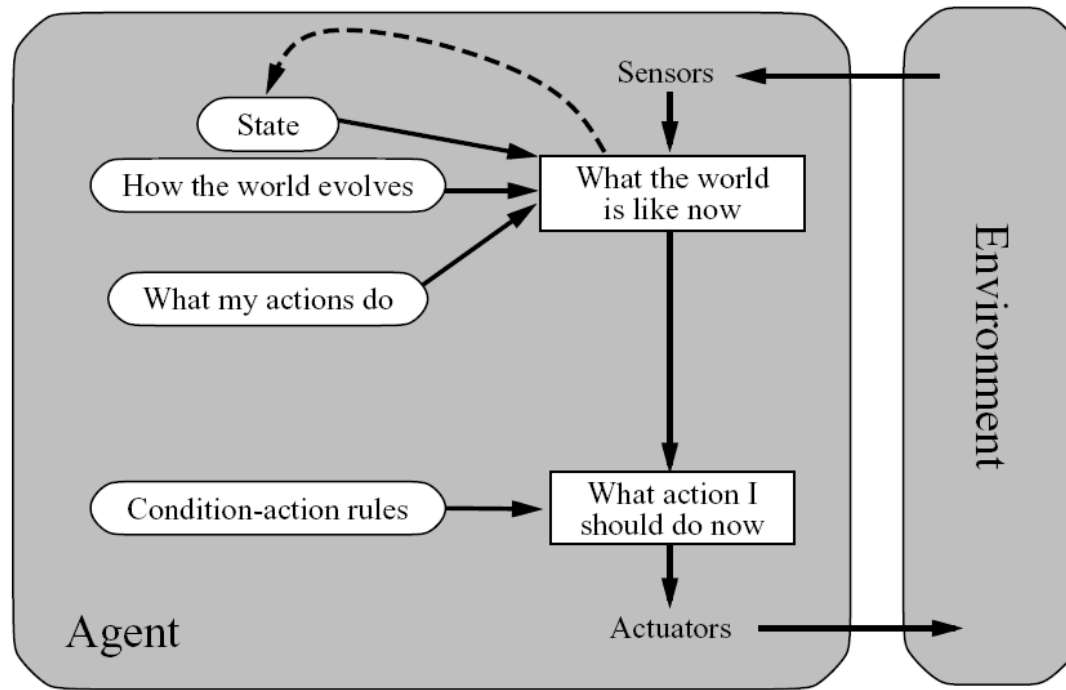 Sensors
State
How the world evolves
What the world
is like now
What my actions do
Environment
Condition-action rules
What action I
should do now
Agent
Actuators